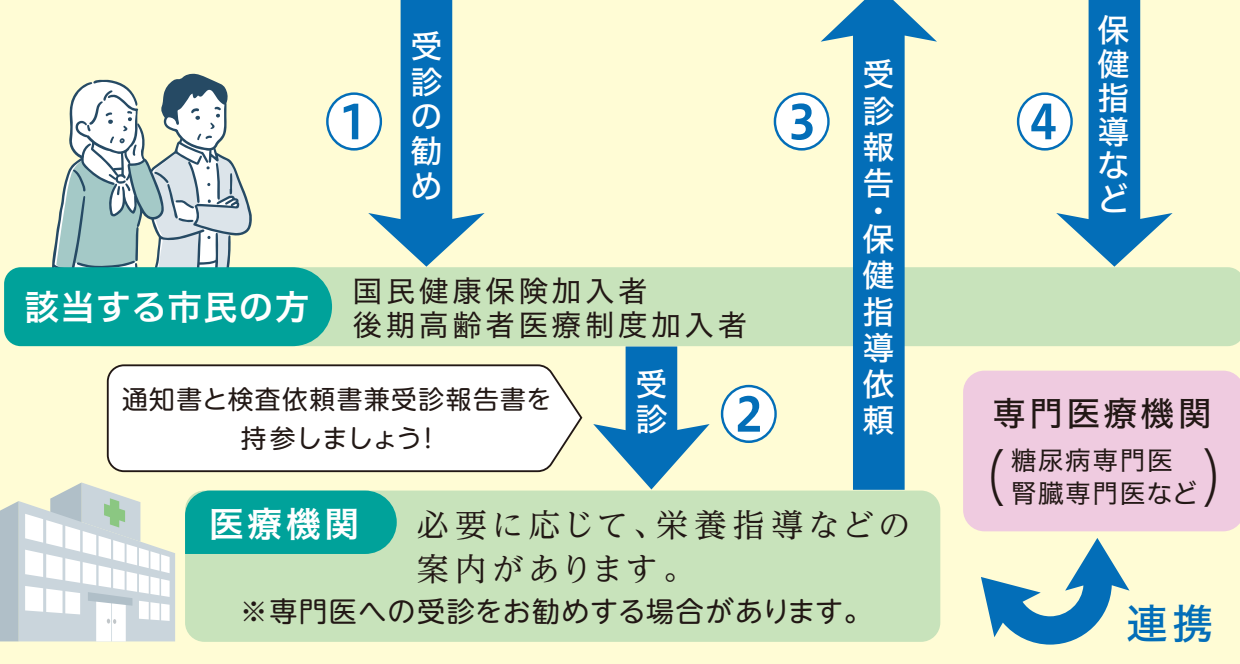 ①
受診の勧め
③
受診報告・保健指導依頼
④
保健指導など
該当する市民の方
国民健康保険加入者
後期高齢者医療制度加入者
通知書と検査依頼書兼受診報告書を
持参しましょう!
受診
②
専門医療機関
(糖尿病専門医
腎臓専門医など)
医療機関
必要に応じて、栄養指導などの
案内があります。
※専門医への受診をお勧めする場合があります。
連携